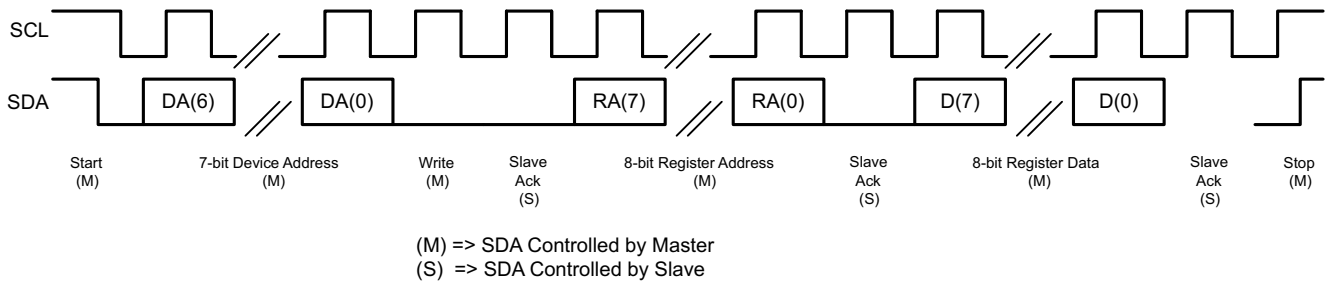 SCL
SDA
DA(6)
DA(0)
RA(7)
RA(0)
D(7)
D(0)
Start
(M)
7-bit Device Address
(M)
Write
(M)
Slave
Ack
(S)
8-bit Register Address
(M)
Slave
Ack
(S)
8-bit Register Data
(M)
Slave
Ack
(S)
Stop
(M)
(M) => SDA Controlled by Master
(S) => SDA Controlled by Slave